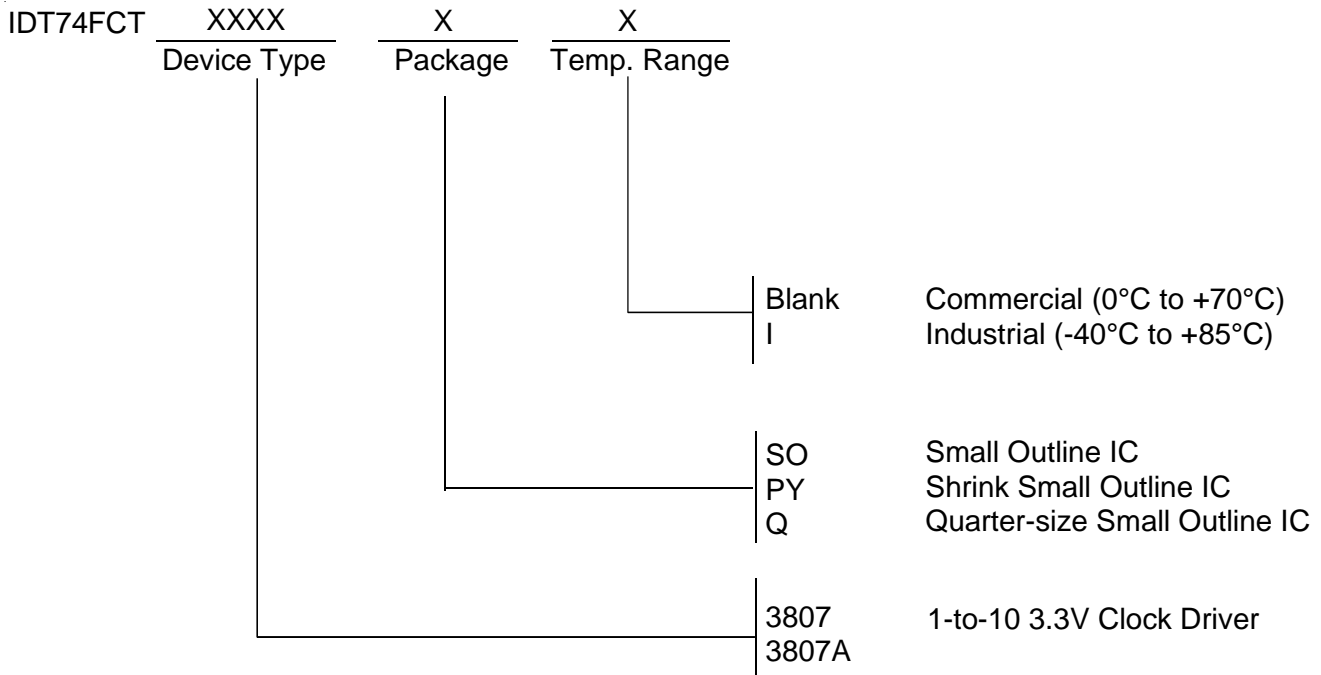 IDT74FCT XXXX X X
Device Type Package Temp. Range
Blank Commercial (0°C to +70°C)
I Industrial (-40°C to +85°C)
SO Small Outline IC
PY Shrink Small Outline IC
Q Quarter-size Small Outline IC
3807 1-to-10 3.3V Clock Driver
3807A